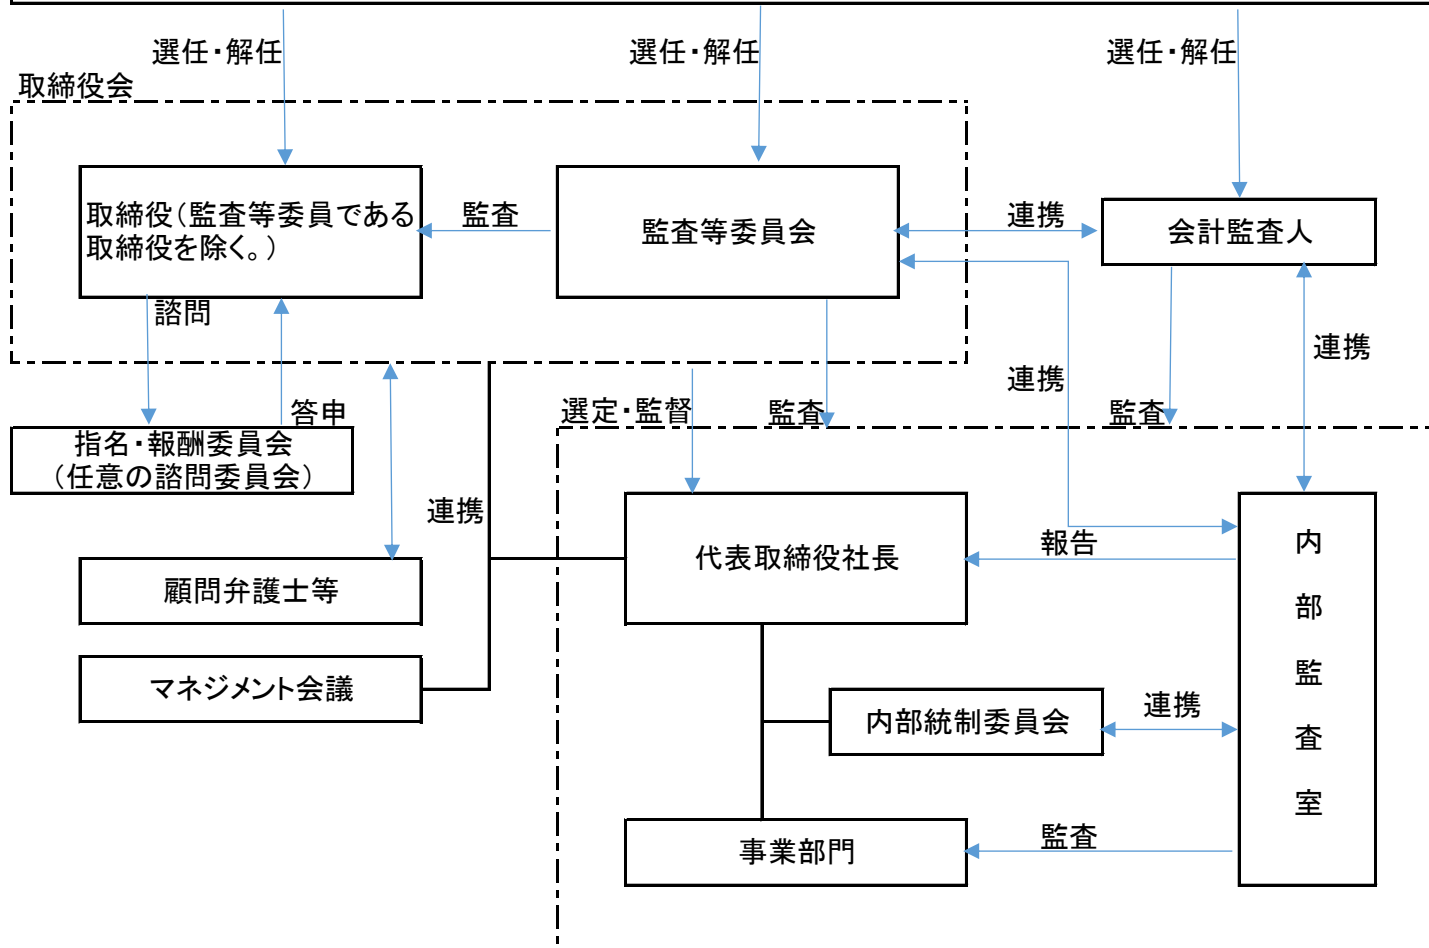 選任・解任
選任・解任
選任・解任
取締役会
取締役（監査等委員である
取締役を除く。）
監査
監査等委員会
連携
会計監査人
諮問
答申
連携
連携
選定・監督
監査
監査
指名・報酬委員会
（任意の諮問委員会）
連携
代表取締役社長
報告
内
部
監
査
室
顧問弁護士等
マネジメント会議
内部統制委員会
連携
事業部門
監査